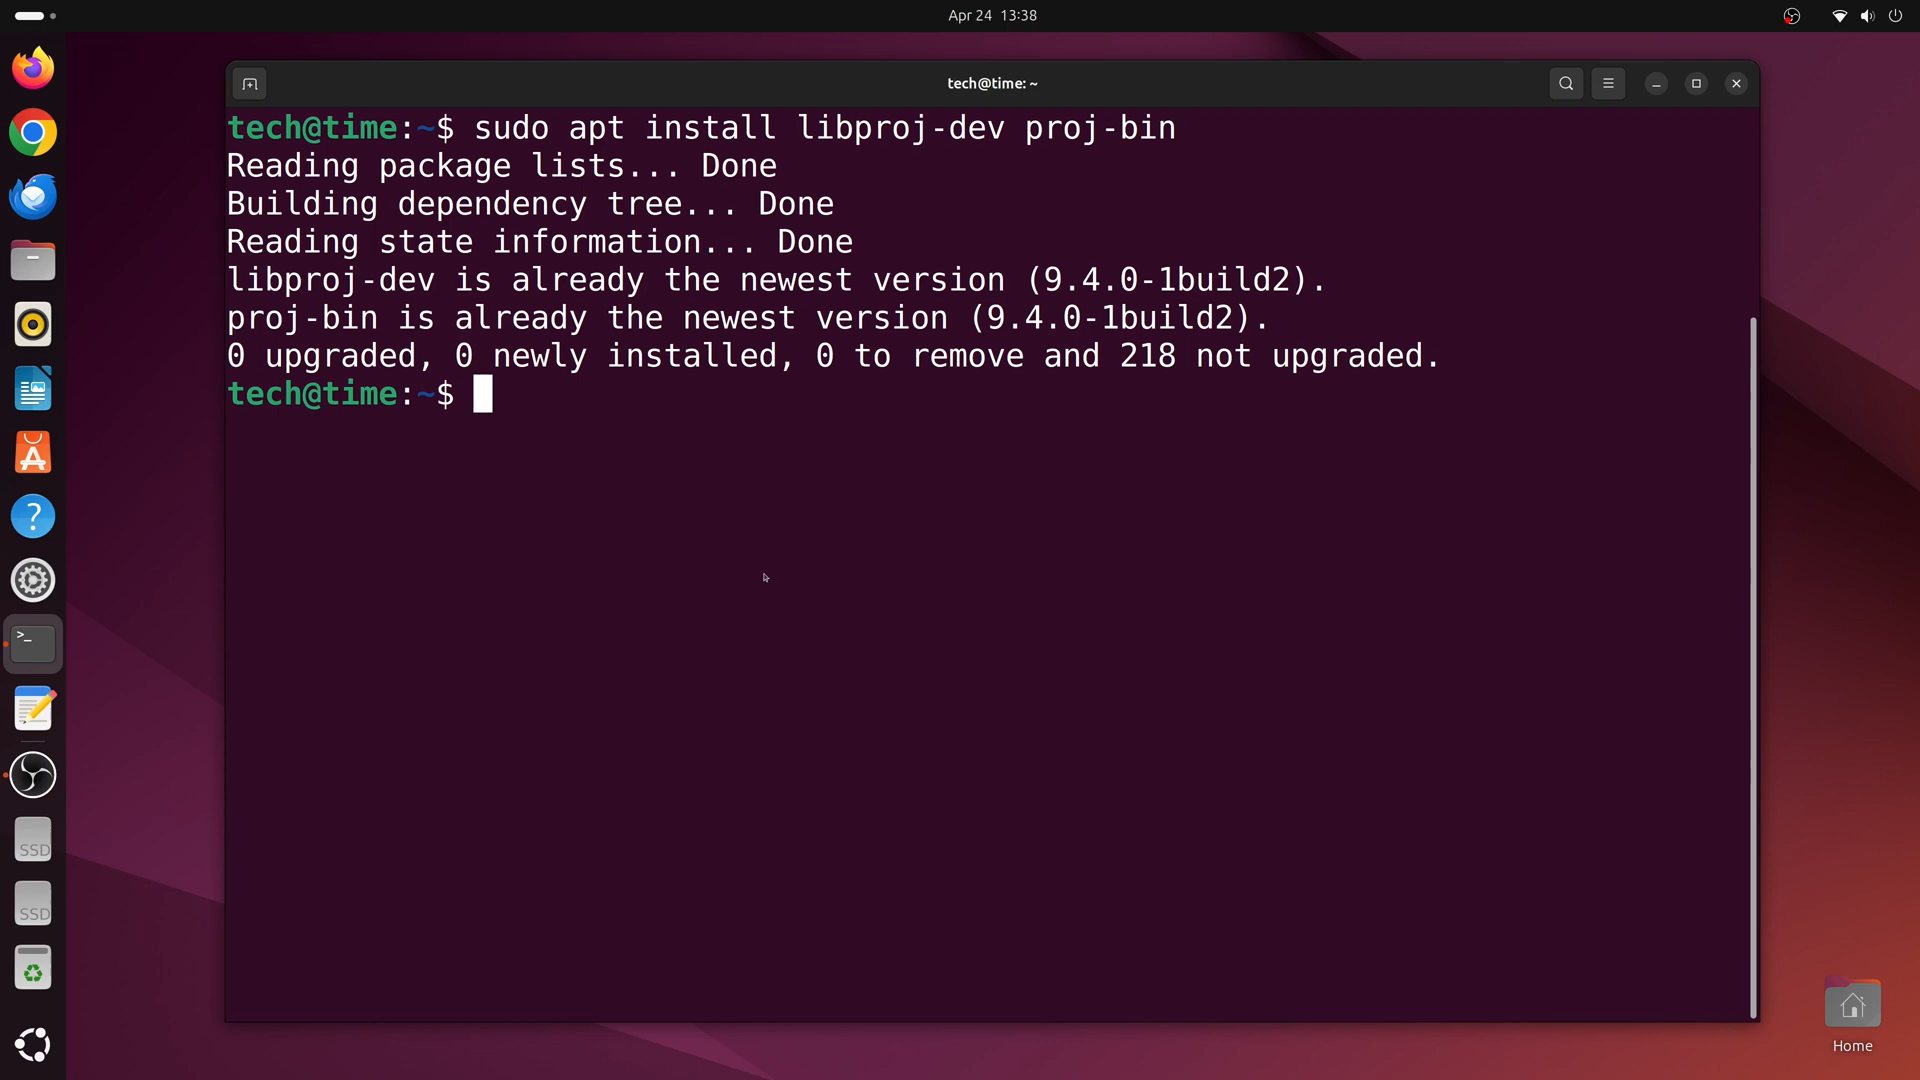 Apr 24 13:38
tech@time: ~
tech@time:~$ sudo apt install libproj-dev proj-bin
Reading package lists... Done
Building dependency tree... Done
Reading state information... Done
libproj-dev is already the newest version (9.4.0-1build2).
proj-bin is already the newest version (9.4.0-1build2).
0 upgraded, 0 newly installed, 0 to remove and 218 not upgraded.
tech@time:~$
>_
SSD
SSD
Home